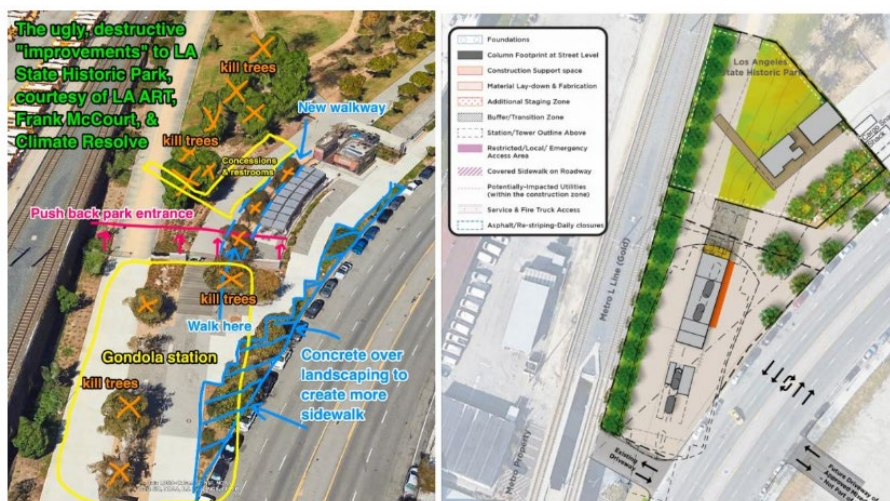 The ugly, destructive
"improvements" to LA
State Historic Park,
courtesy of LA ART,
Frank McCourt, &
Climate Resolve
kill trees
New walkway
kill trees
Concessions
& restrooms
Push back park entrance
kill trees
Walk here
Gondola station
kill trees
Concrete over
landscaping to
create more
sidewalk
Foundations
Column Footprint at Street Level
Construction Support space
Material Lay-down & Fabrication
Additional Staging Zone
Buffer/Transition Zone
Station/Tower Outline Above
Restricted/Local/ Emergency
Access Area
Covered Sidewalk on Roadway
Potentially-Impacted Utilities
(within the construction zone)
Service & Fire Truck Access
Asphalt/Re-striping-Daily closures
Los Angeles
State Historic Park
Metro L Line (Gold)
Metro Property
Existing
Driveway
Future Driveway